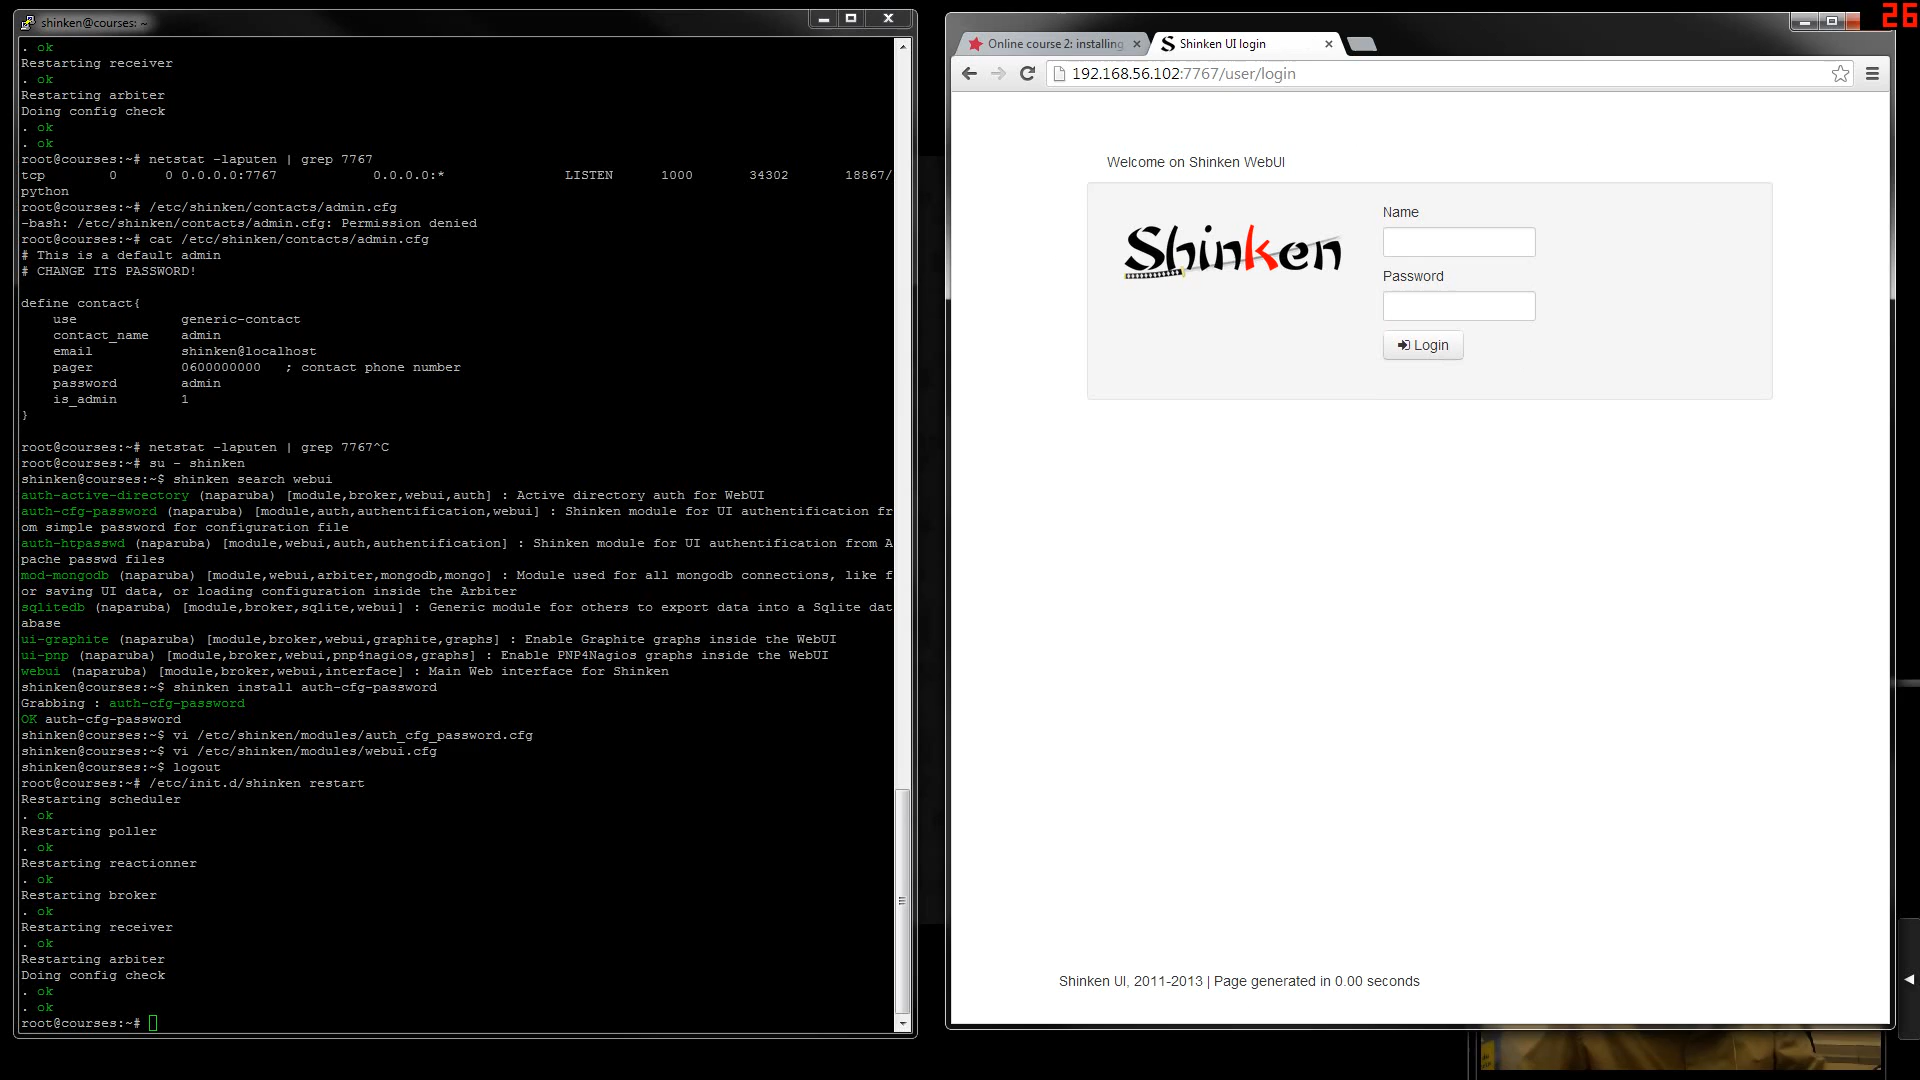 shinken@courses: ~
. ok
Restarting receiver
. ok
Restarting arbiter
Doing config check
. ok
. ok
root@courses:~# netstat -laputen | grep 7767
tcp 0 0 0.0.0.0:7767 0.0.0.0:* LISTEN 1000 34302 18867/
python
root@courses:~# /etc/shinken/contacts/admin.cfg
-bash: /etc/shinken/contacts/admin.cfg: Permission denied
root@courses:~# cat /etc/shinken/contacts/admin.cfg
# This is a default admin
# CHANGE ITS PASSWORD!
define contact{
use generic-contact
contact_name admin
email shinken@localhost
pager 0600000000 ; contact phone number
password admin
is_admin 1
}
root@courses:~# netstat -laputen | grep 7767^C
root@courses:~# su - shinken
shinken@courses:~$ shinken search webui
auth-active-directory (naparuba) [module,broker,webui,auth] : Active directory auth for WebUI
auth-cfg-password (naparuba) [module,auth,authentification,webui] : Shinken module for UI authentification fr
om simple password for configuration file
auth-htpasswd (naparuba) [module,webui,auth,authentification] : Shinken module for UI authentification from A
pache passwd files
mod-mongodb (naparuba) [module,webui,arbiter,mongodb,mongo] : Module used for all mongodb connections, like f
or saving UI data, or loading configuration inside the Arbiter
sqlitedb (naparuba) [module,broker,sqlite,webui] : Generic module for others to export data into a Sqlite dat
abase
ui-graphite (naparuba) [module,broker,webui,graphite,graphs] : Enable Graphite graphs inside the WebUI
ui-pnp (naparuba) [module,broker,webui,pnp4nagios,graphs] : Enable PNP4Nagios graphs inside the WebUI
webui (naparuba) [module,broker,webui,interface] : Main Web interface for Shinken
shinken@courses:~$ shinken install auth-cfg-password
Grabbing : auth-cfg-password
OK auth-cfg-password
shinken@courses:~$ vi /etc/shinken/modules/auth_cfg_password.cfg
shinken@courses:~$ vi /etc/shinken/modules/webui.cfg
shinken@courses:~$ logout
root@courses:~# /etc/init.d/shinken restart
Restarting scheduler
. ok
Restarting poller
. ok
Restarting reactionner
. ok
Restarting broker
. ok
Restarting receiver
. ok
Restarting arbiter
Doing config check
. ok
. ok
root@courses:~#
26
Online course 2: installing
Shinken UI login
192.168.56.102:7767/user/login
Welcome on Shinken WebUI
Shinken
Name
Password
Login
Shinken UI, 2011-2013 | Page generated in 0.00 seconds